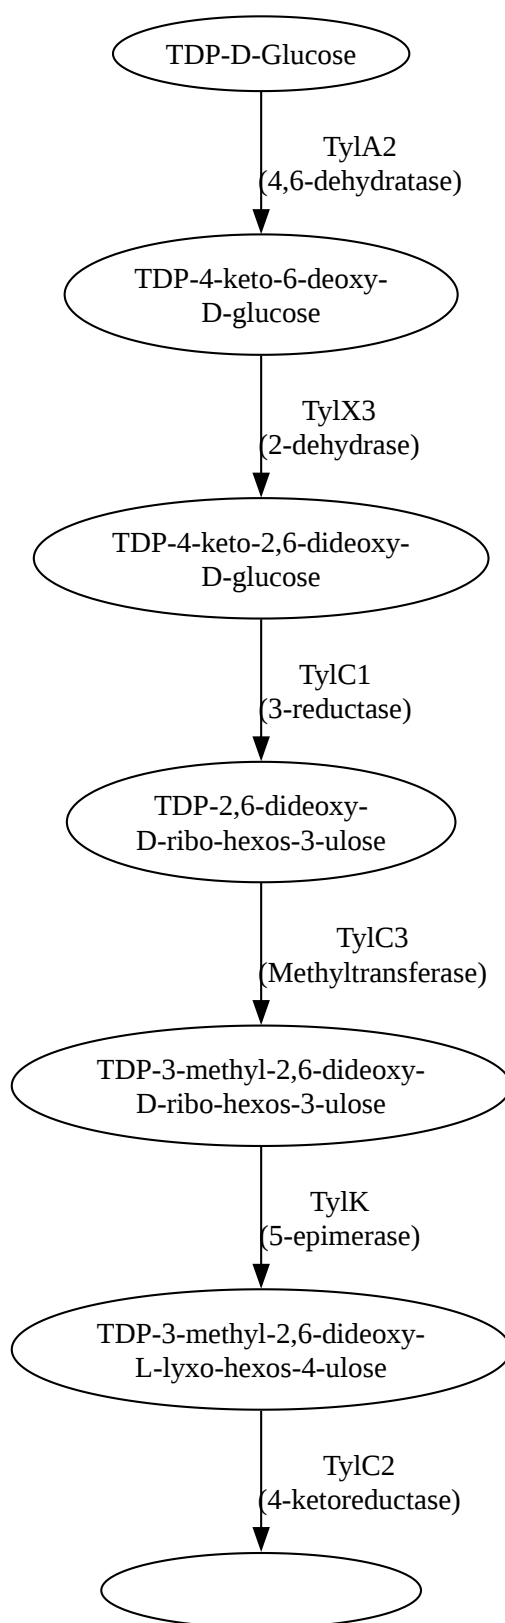 TDP-D-Glucose
TylA2
(4,6-dehydratase)
TDP-4-keto-6-deoxy-
D-glucose
TylX3
(2-dehydrase)
TDP-4-keto-2,6-dideoxy-
D-glucose
TylC1
(3-reductase)
TDP-2,6-dideoxy-
D-ribo-hexos-3-ulose
TylC3
(Methyltransferase)
TDP-3-methyl-2,6-dideoxy-
D-ribo-hexos-3-ulose
TylK
(5-epimerase)
TDP-3-methyl-2,6-dideoxy-
L-lyxo-hexos-4-ulose
TylC2
(4-ketoreductase)